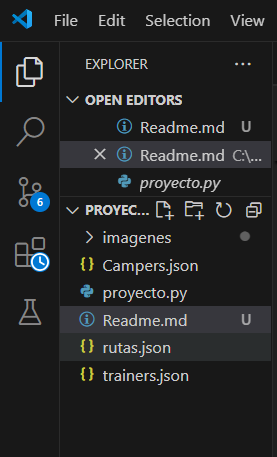 File Edit Selection View
EXPLORER ...
OPEN EDITORS
Readme.md U
Readme.md C:\...
proyecto.py
PROYEC...
imagenes
Campers.json
6
proyecto.py
Readme.md U
rutas.json
trainers.json